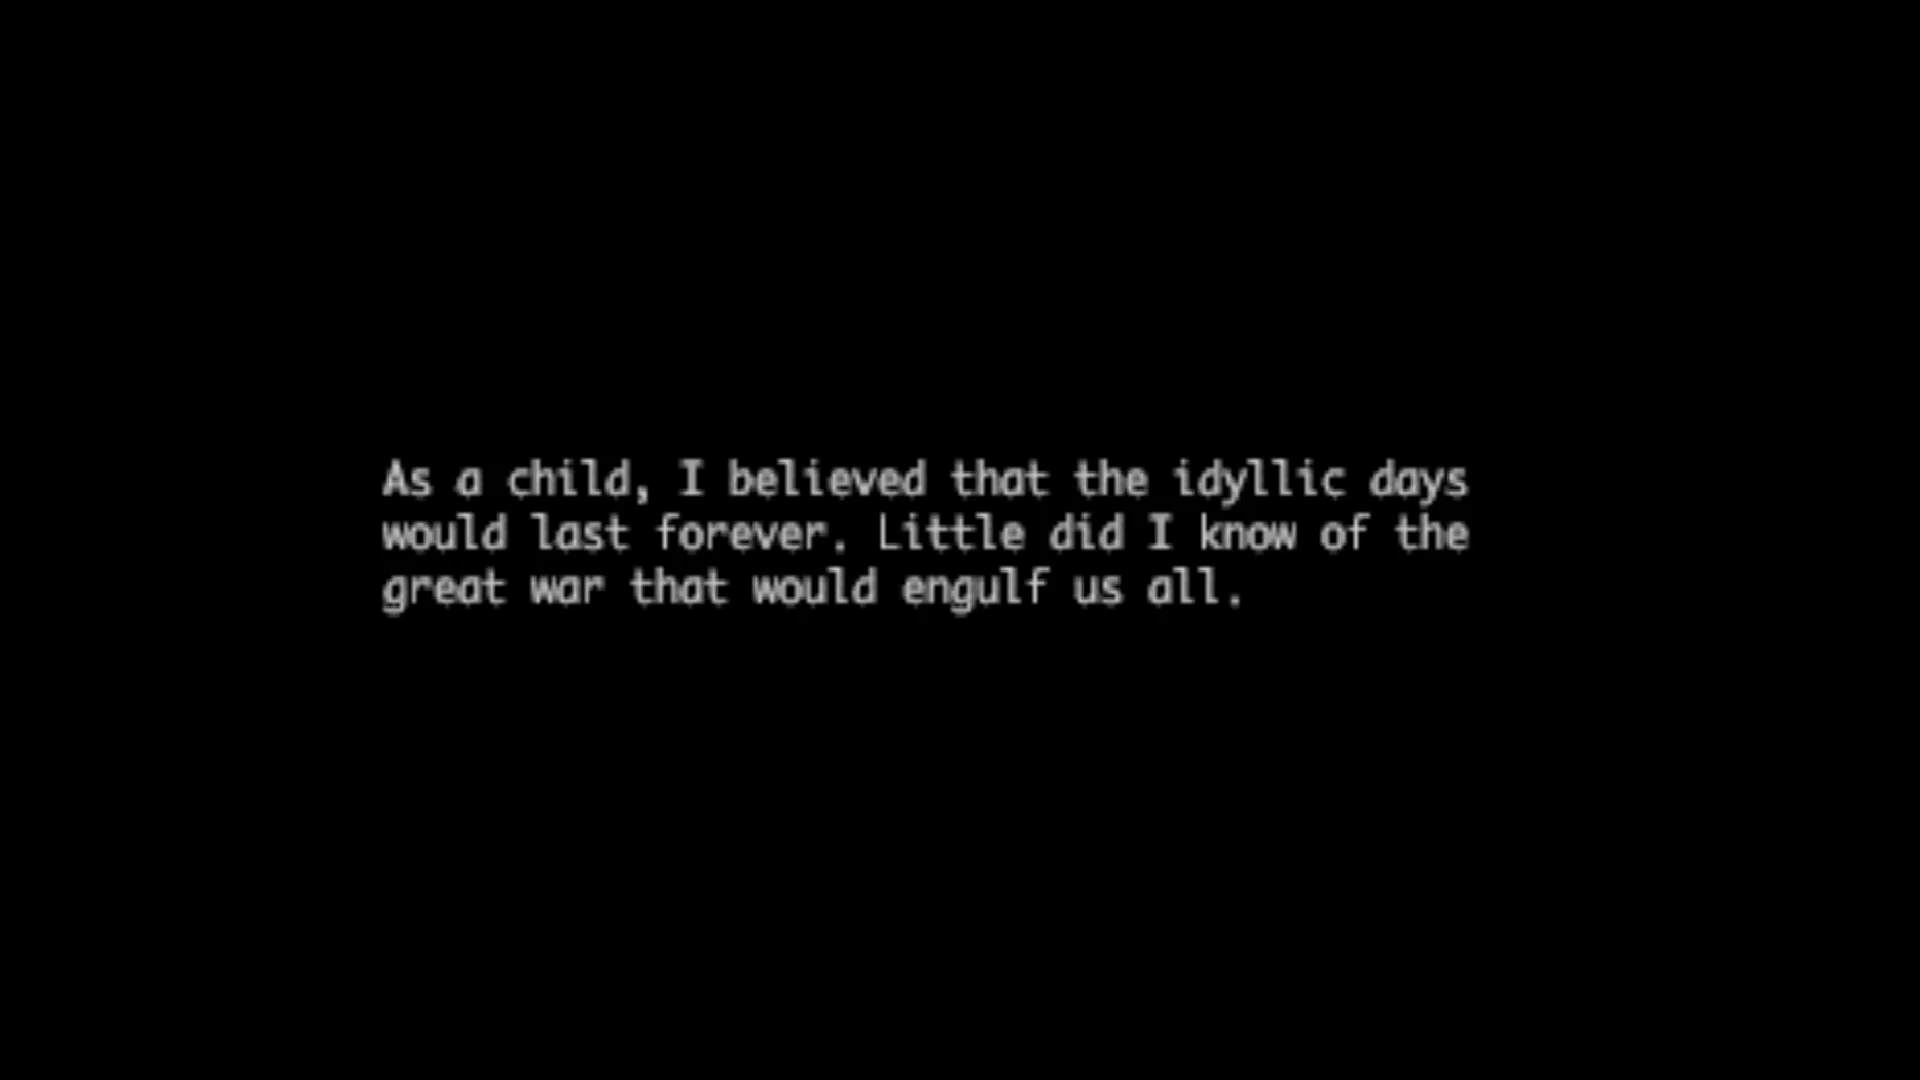 As a child, I believed that the idyllic days
would last forever. Little did I know of the
great war that would engulf us all.